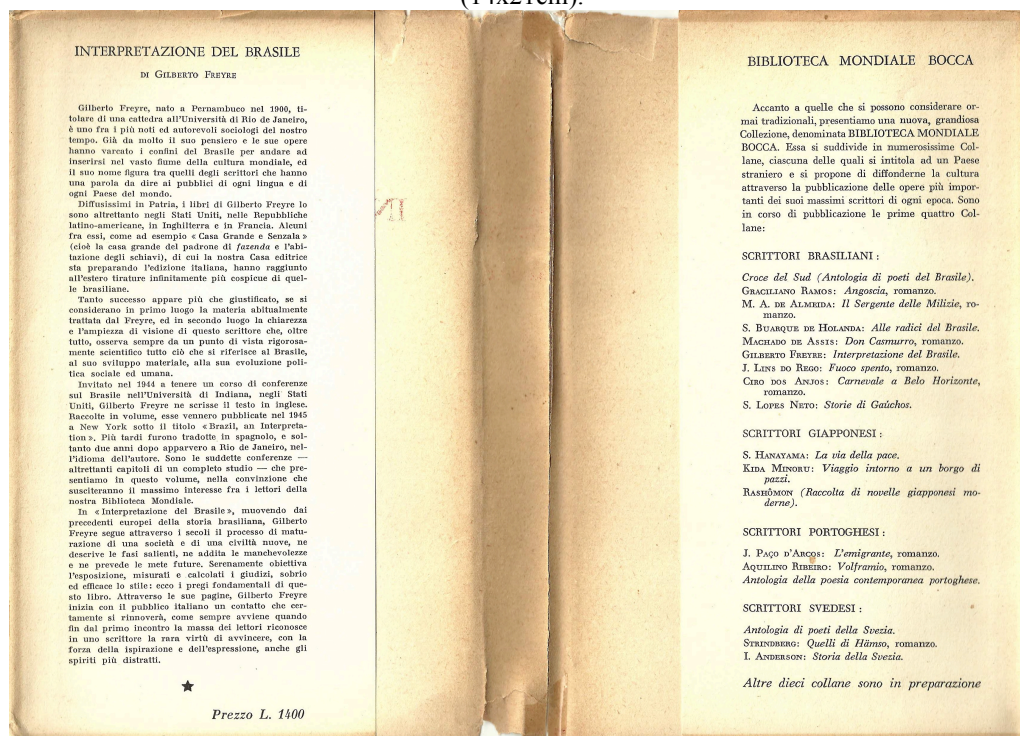 (14x21cm).
INTERPRETAZIONE DEL BRASILE
DI GILBERTO FREYRE
Gilberto Freyre, nato a Pernambuco nel 1900, ti-
tolare di una cattedra all'Università di Rio de Janeiro,
è uno fra i più noti ed autorevoli sociologi del nostro
tempo. Già da molto il suo pensiero e le sue opere
hanno varcato i confini del Brasile per andare ad
inserirsi nel vasto fiume della cultura mondiale, ed
il suo nome figura tra quelli degli scrittori che hanno
una parola da dire ai pubblici di ogni lingua e di
ogni Paese del mondo.
Diffusissimi in Patria, i libri di Gilberto Freyre lo
sono altrettanto negli Stati Uniti, nelle Repubbliche
latino-americane, in Inghilterra e in Francia. Alcuni
fra essi, come ad esempio « Casa Grande e Senzala »
(cioè la casa grande del padrone di fazenda e l'abi-
tazione degli schiavi), di cui la nostra Casa editrice
sta preparando l'edizione italiana, hanno raggiunto
all'estero tirature infinitamente più cospicue di quel-
le brasiliane.
Tanto successo appare più che giustificato, se si
considerano in primo luogo la materia abitualmente
trattata dal Freyre, ed in secondo luogo la chiarezza
e l'ampiezza di visione di questo scrittore che, oltre
tutto, osserva sempre da un punto di vista rigorosa-
mente scientifico tutto ciò che si riferisce al Brasile,
al suo sviluppo materiale, alla sua evoluzione poli-
tica sociale ed umana.
Invitato nel 1944 a tenere un corso di conferenze
sul Brasile nell'Università di Indiana, negli Stati
Uniti, Gilberto Freyre ne scrisse il testo in inglese.
Raccolte in volume, esse vennero pubblicate nel 1945
a New York sotto il titolo « Brazil, an Interpreta-
tion ». Più tardi furono tradotte in spagnolo, e sol-
tanto due anni dopo apparvero a Rio de Janeiro, nel-
l'idioma dell'autore. Sono le suddette conferenze —
altrettanti capitoli di un completo studio — che pre-
sentiamo in questo volume, nella convinzione che
susciteranno il massimo interesse fra i lettori della
nostra Biblioteca Mondiale.
In « Interpretazione del Brasile », muovendo dai
precedenti europei della storia brasiliana, Gilberto
Freyre segue attraverso i secoli il processo di matu-
razione di una società e di una civiltà nuove, ne
descrive le fasi salienti, ne addita le manchevolezze
e ne prevede le mete future. Serenamente obiettiva
l'esposizione, misurati e calcolati i giudizi, sobrio
ed efficace lo stile: ecco i pregi fondamentali di que-
sto libro. Attraverso le sue pagine, Gilberto Freyre
inizia con il pubblico italiano un contatto che cer-
tamente si rinnoverà, come sempre avviene quando
fin dal primo incontro la massa dei lettori riconosce
in uno scrittore la rara virtù di avvincere, con la
forza della ispirazione e dell'espressione, anche gli
spiriti più distratti.
Prezzo L. 1400
BIBLIOTECA MONDIALE BOCCA
Accanto a quelle che si possono considerare or-
mai tradizionali, presentiamo una nuova, grandiosa
Collezione, denominata BIBLIOTECA MONDIALE
BOCCA. Essa si suddivide in numerosissime Col-
lane, ciascuna delle quali si intitola ad un Paese
straniero e si propone di diffonderne la cultura
attraverso la pubblicazione delle opere più impor-
tanti dei suoi massimi scrittori di ogni epoca. Sono
in corso di pubblicazione le prime quattro Col-
lane:
SCRITTORI BRASILIANI :
Croce del Sud (Antologia di poeti del Brasile).
GRACILIANO RAMOS: Angoscia, romanzo.
M. A. DE ALMEIDA: Il Sergente delle Milizie, ro-
manzo.
S. BUARQUE DE HOLANDA: Alle radici del Brasile.
MACHADO DE ASSIS: Don Casmurro, romanzo.
GILBERTO FREYRE: Interpretazione del Brasile.
J. LINS DO REGO: Fuoco spento, romanzo.
CIRO DOS ANJOS: Carnevale a Belo Horizonte,
romanzo.
S. LOPES NETO: Storie di Gaúchos.
SCRITTORI GIAPPONESI :
S. HANAYAMA: La via della pace.
KIDA MINORU: Viaggio intorno a un borgo di
pazzi.
RASHÔMON (Raccolta di novelle giapponesi mo-
derne).
SCRITTORI PORTOGHESI :
J. PAÇO D'ARCOS: L'emigrante, romanzo.
AQUILINO RIBEIRO: Volframio, romanzo.
Antologia della poesia contemporanea portoghese.
SCRITTORI SVEDESI :
Antologia di poeti della Svezia.
STRINDBERG: Quelli di Hämso, romanzo.
I. ANDERSON: Storia della Svezia.
Altre dieci collane sono in preparazione